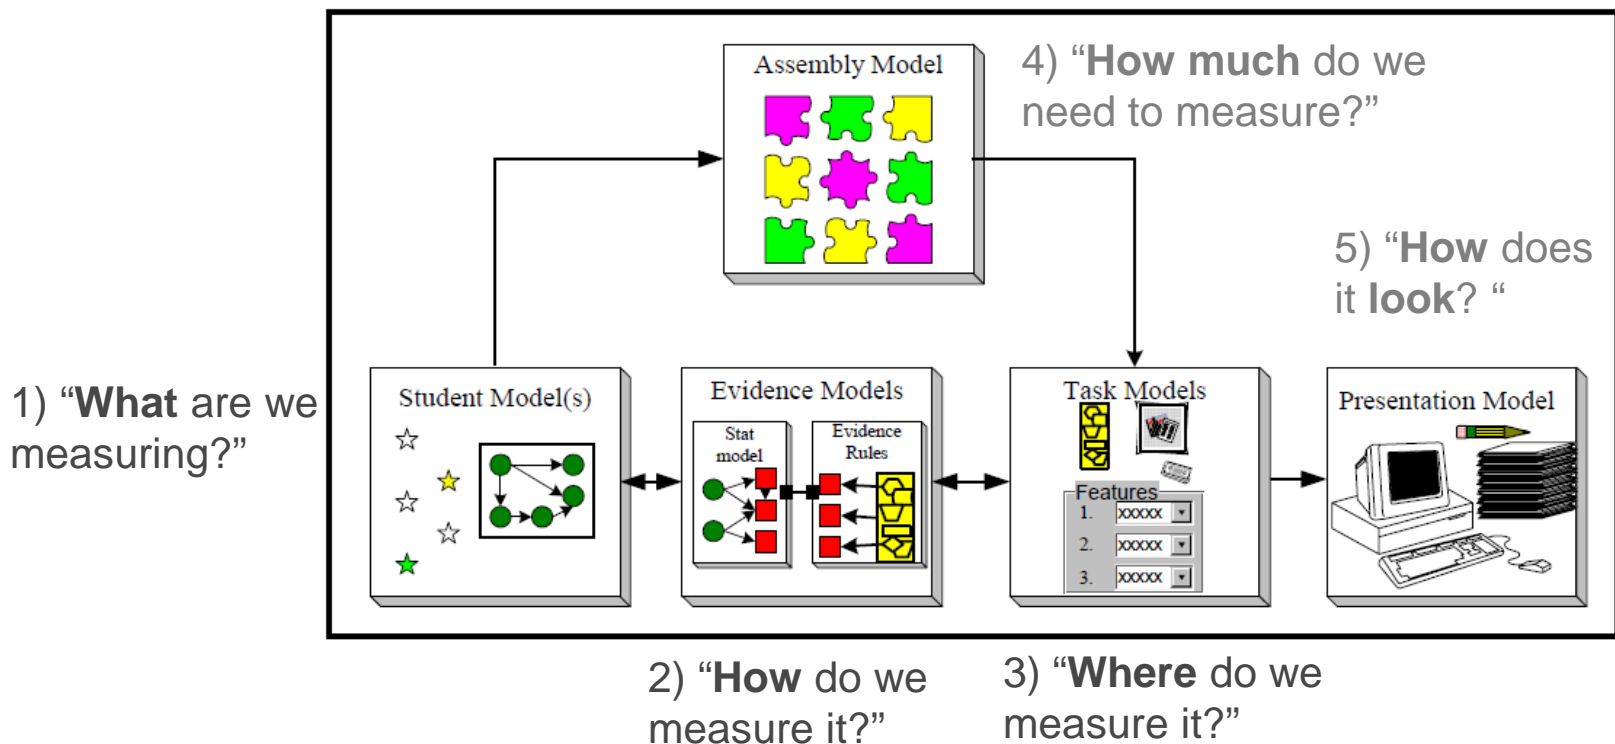 Assembly Model
4) “How much do we
need to measure?”
5) “How does
it look? “
1) “What are we
measuring?”
Student Model(s)
Evidence Models
Stat
model
Evidence
Rules
Task Models
Features
1. xxxxx
2. xxxxx
3. xxxxx
Presentation Model
2) “How do we
measure it?”
3) “Where do we
measure it?”